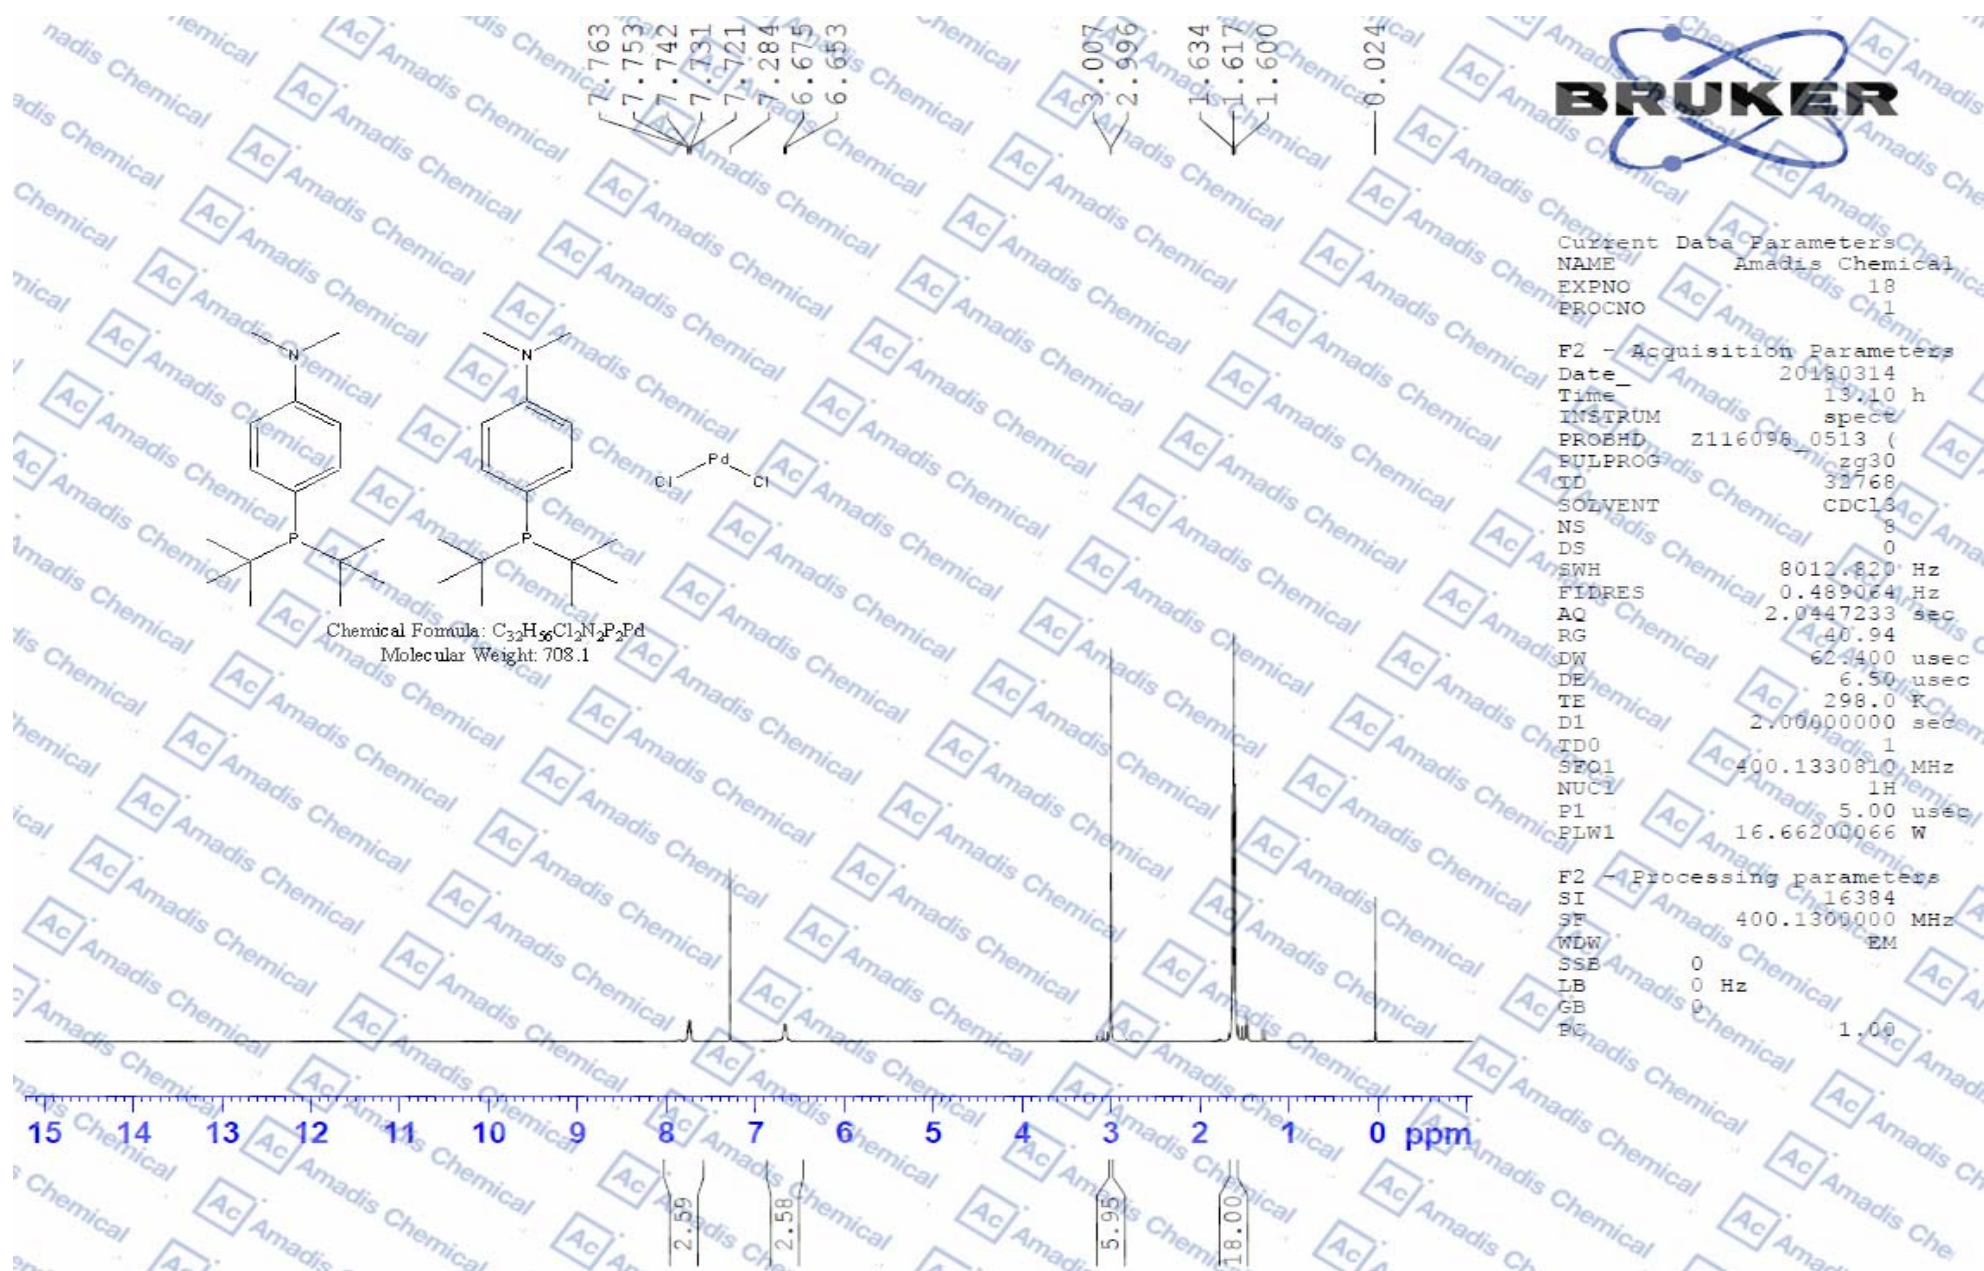 7.763
7.753
7.742
7.731
7.721
7.284
6.675
6.653
3.007
2.996
1.634
1.617
1.600
0.024
BRUKER
Current Data Parameters
NAME Amadis Chemical
EXPNO 18
PROCNO 1
F2 - Acquisition Parameters
Date_ 20180314
Time 13.10 h
INSTRUM spect
PROBHD Z116098_0513 (
PULPROG zg30
TD 32768
SOLVENT CDCl3
NS 8
DS 0
SWH 8012.820 Hz
FIDRES 0.489064 Hz
AQ 2.0447233 sec
RG 40.94
DW 62.400 usec
DE 6.50 usec
TE 298.0 K
D1 2.00000000 sec
TD0 1
SFO1 400.1330810 MHz
NUC1 1H
P1 5.00 usec
PLW1 16.66200066 W
F2 - Processing parameters
SI 16384
SF 400.1300000 MHz
WDW EM
SSB 0
LB 0 Hz
GB 0
PC 1.00
N N
Pd
Cl Cl
P P
Chemical Formula: C₃₂H₅₆Cl₂N₂P₂Pd
Molecular Weight: 708.1
15 14 13 12 11 10 9 8 7 6 5 4 3 2 1 0 ppm
2.59
2.58
5.95
18.00
Ac Amadis Chemical